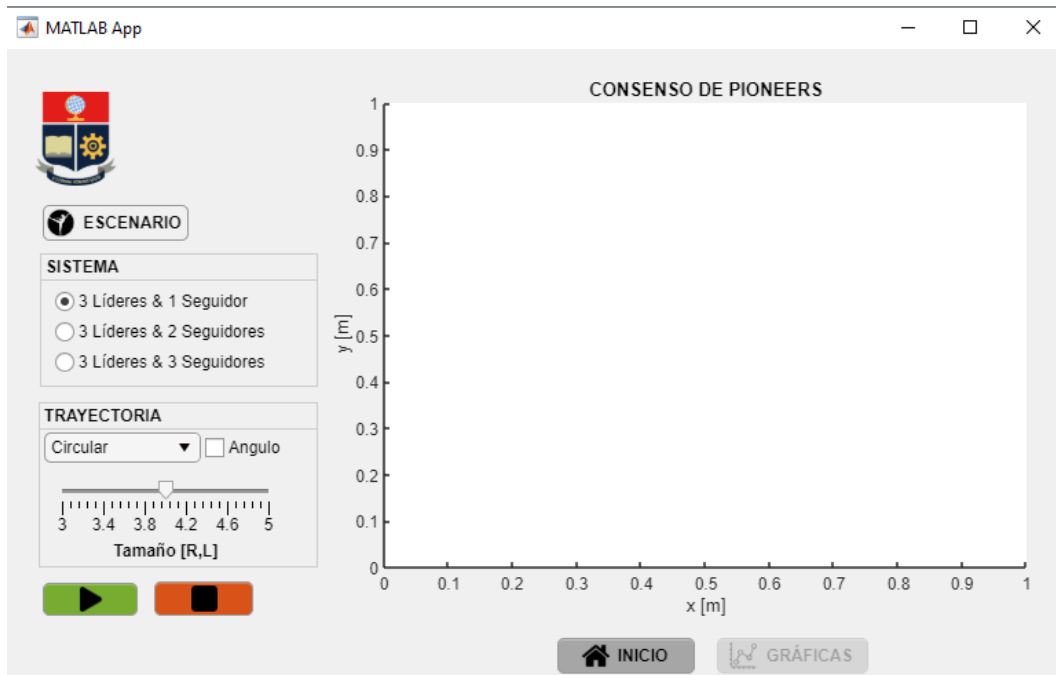 MATLAB App
ESCENARIO
SISTEMA
3 Líderes & 1 Seguidor
3 Líderes & 2 Seguidores
3 Líderes & 3 Seguidores
TRAYECTORIA
Circular
Angulo
3 3.4 3.8 4.2 4.6 5
Tamaño [R,L]
CONSENSO DE PIONEERS
1
0.9
0.8
0.7
0.6
0.5
0.4
0.3
0.2
0.1
0
y [m]
0 0.1 0.2 0.3 0.4 0.5 0.6 0.7 0.8 0.9 1
x [m]
INICIO
GRÁFICAS